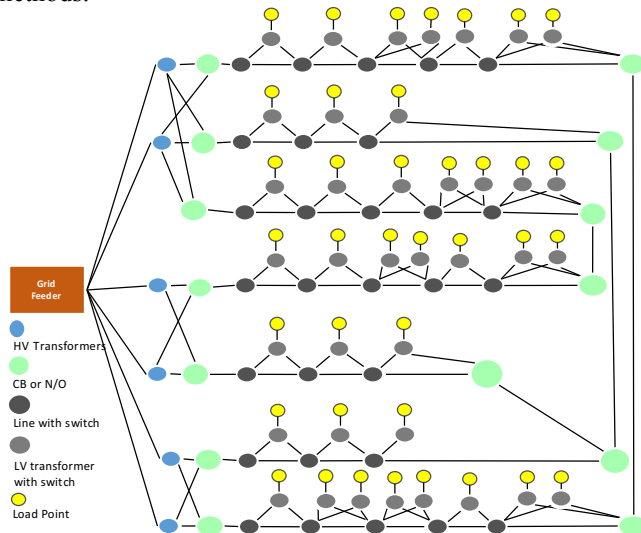 Grid
Feeder
HV Transformers
CB or N/O
Line with switch
LV transformer
with switch
Load Point